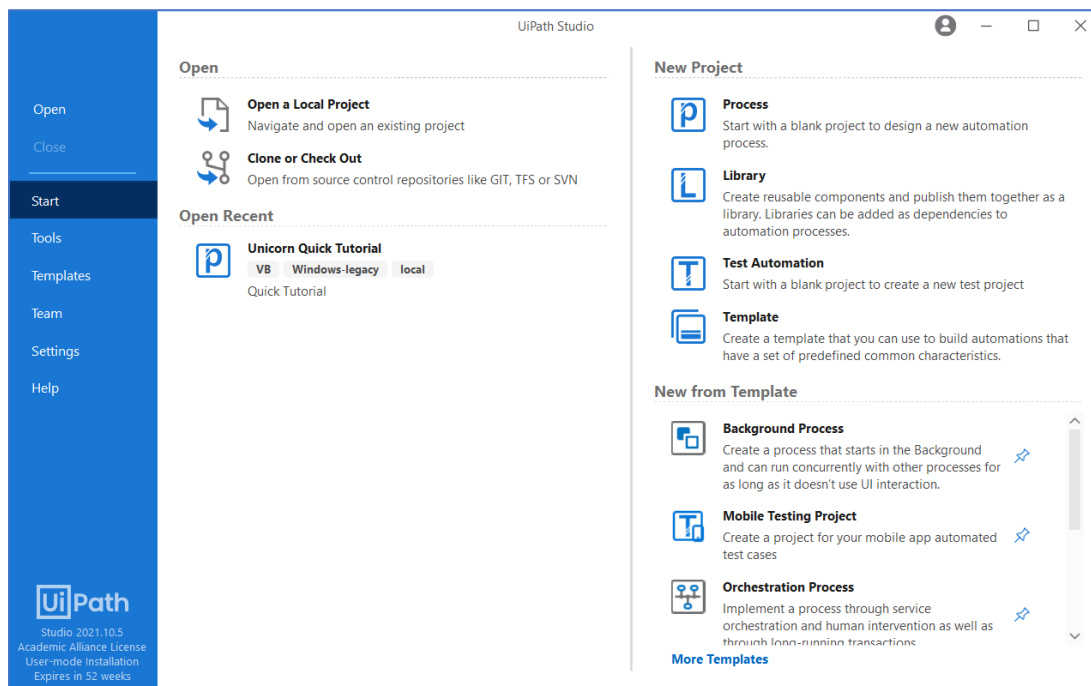 UiPath Studio
Open
Close
Start
Tools
Templates
Team
Settings
Help
UiPath
Studio 2021.10.5
Academic Alliance License
User-mode Installation
Expires in 52 weeks
Open
Open a Local Project
Navigate and open an existing project
Clone or Check Out
Open from source control repositories like GIT, TFS or SVN
Open Recent
Unicorn Quick Tutorial
VB Windows-legacy local
Quick Tutorial
New Project
Process
Start with a blank project to design a new automation
process.
Library
Create reusable components and publish them together as a
library. Libraries can be added as dependencies to
automation processes.
Test Automation
Start with a blank project to create a new test project
Template
Create a template that you can use to build automations that
have a set of predefined common characteristics.
New from Template
Background Process
Create a process that starts in the Background
and can run concurrently with other processes for
as long as it doesn't use UI interaction.
Mobile Testing Project
Create a project for your mobile app automated
test cases
Orchestration Process
Implement a process through service
orchestration and human intervention as well as
through long-running transactions
More Templates